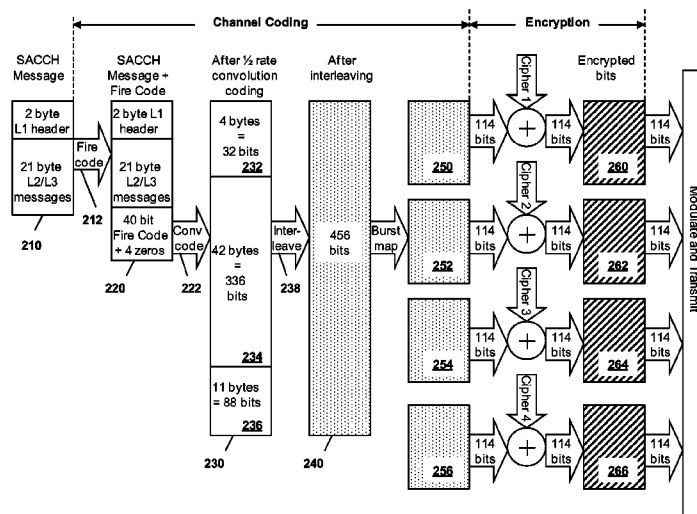 Channel Coding
Encryption
SACCH
Message
SACCH
Message +
Fire Code
After ½ rate
convolution
coding
After
interleaving
Encrypted
bits
2 byte
L1 header
21 byte
L2/L3
messages
210
Fire
code
212
2 byte L1
header
21 byte
L2/L3
messages
40 bit
Fire Code
+ 4 zeros
220
Conv
code
222
4 bytes =
32 bits
232
42 bytes
=
336
bits
234
11 bytes
= 88 bits
236
230
Inter-
leave
238
456
bits
240
Burst
map
250
114
bits
Cipher 1
+
114
bits
260
114
bits
252
114
bits
Cipher 2
+
114
bits
262
114
bits
254
114
bits
Cipher 3
+
114
bits
264
114
bits
256
114
bits
Cipher 4
+
114
bits
266
114
bits
Modulate and Transmit